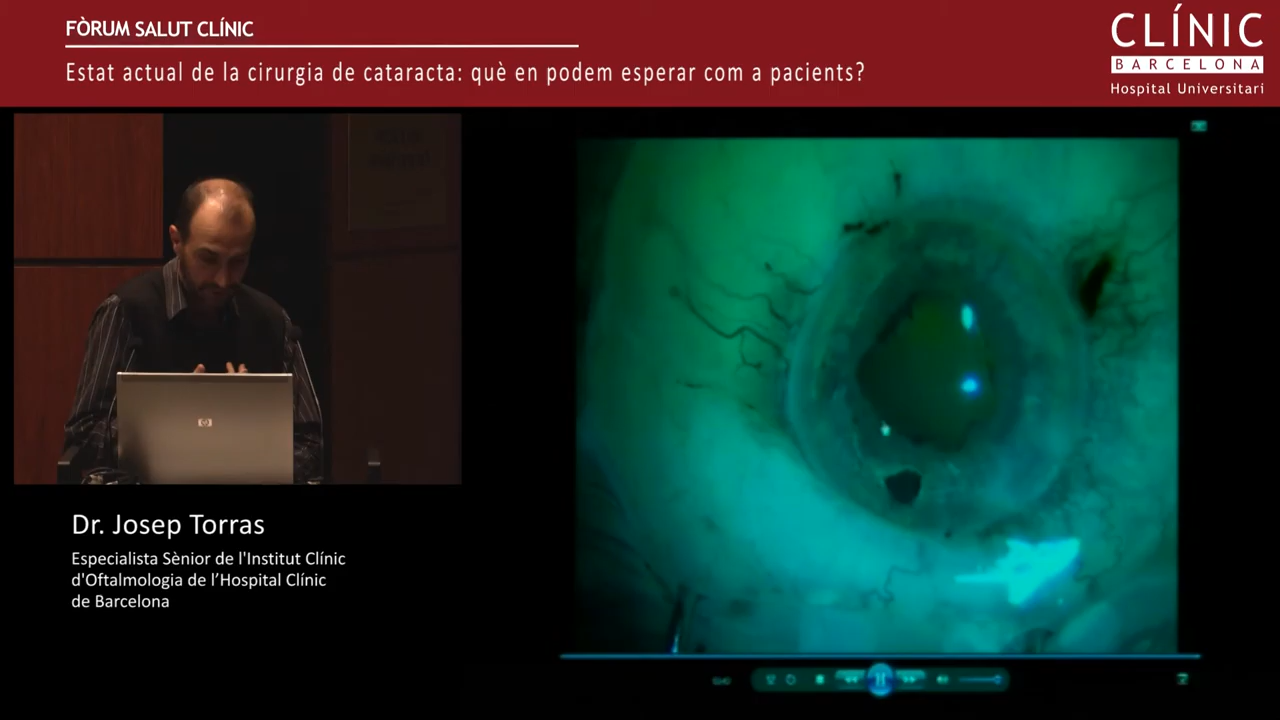 FÒRUM SALUT CLÍNIC
Estat actual de la cirurgia de cataracta: què en podem esperar com a pacients?
CLÍNIC
BARCELONA
Hospital Universitari
hp
Dr. Josep Torras
Especialista Sènior de l'Institut Clínic
d'Oftalmologia de l’Hospital Clínic
de Barcelona